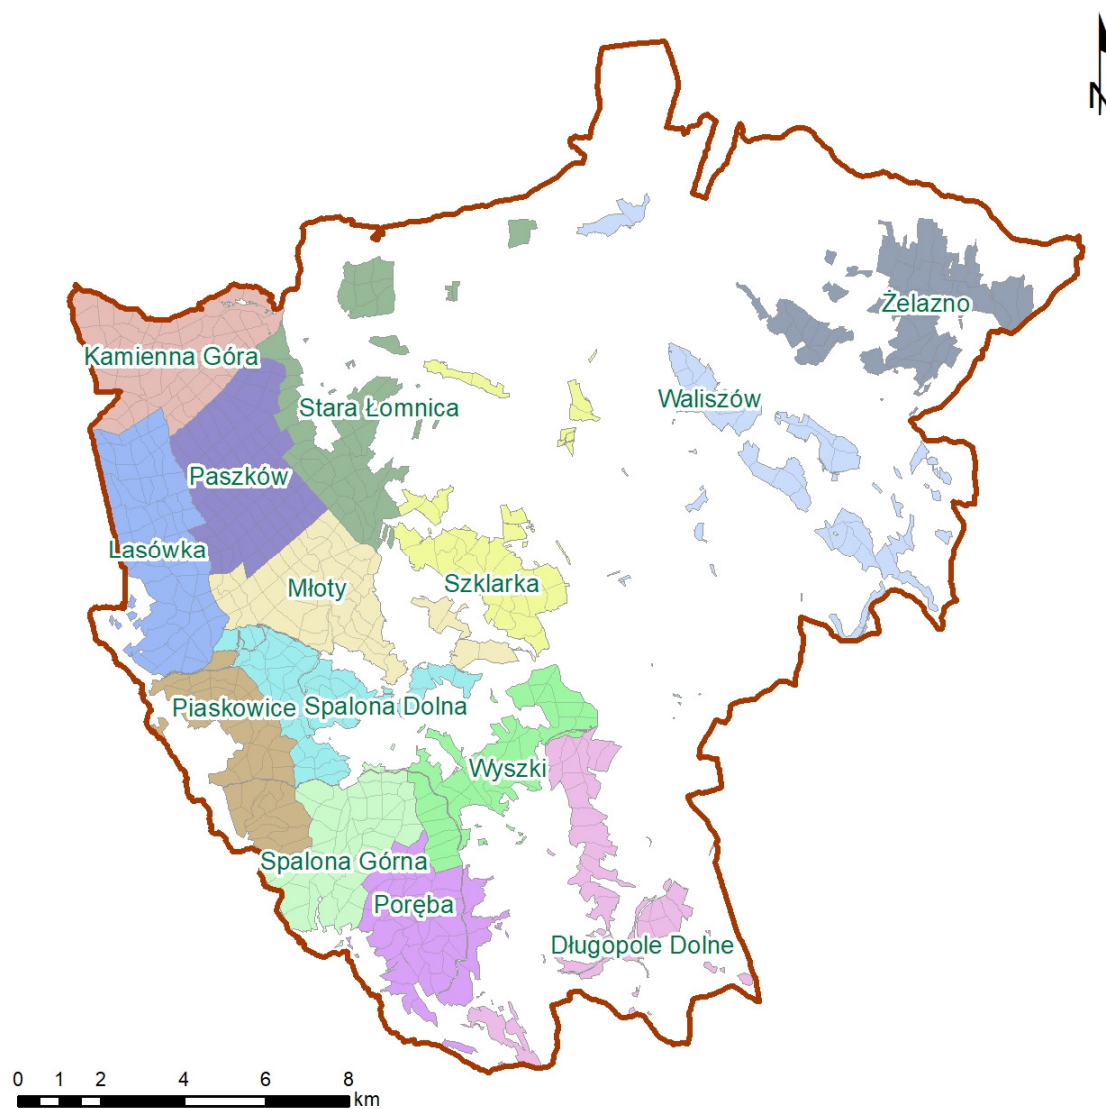 N
Żelazno
Kamienna Góra
Waliszów
Stara Łomnica
Paszków
Lasówka
Młoty
Szklarka
Piaskowice
Spalona Dolna
Wyszki
Spalona Górna
Poręba
Długopole Dolne
0 1 2 4 6 8
km